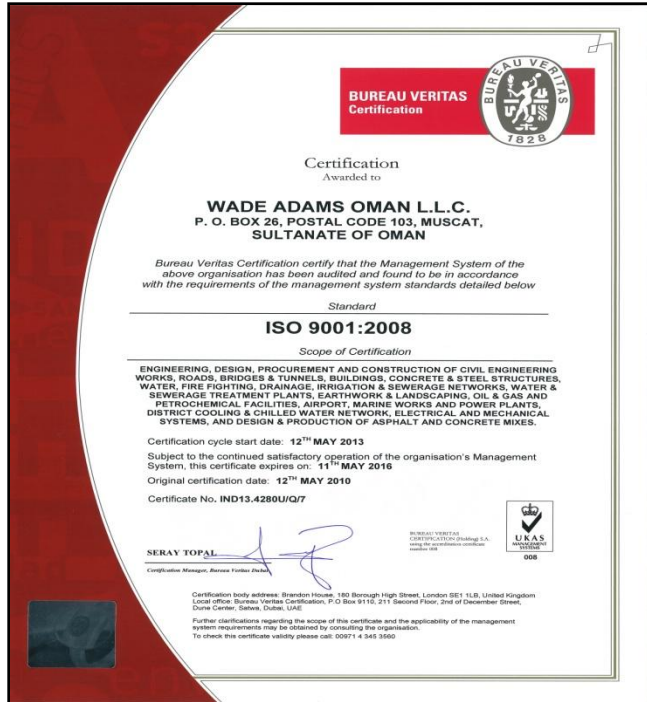 BUREAU VERITAS
Certification
BUREAU VERITAS
1828
Certification
Awarded to
WADE ADAMS OMAN L.L.C.
P. O. BOX 26, POSTAL CODE 103, MUSCAT,
SULTANATE OF OMAN
Bureau Veritas Certification certify that the Management System of the
above organisation has been audited and found to be in accordance
with the requirements of the management system standards detailed below
Standard
ISO 9001:2008
Scope of Certification
ENGINEERING, DESIGN, PROCUREMENT AND CONSTRUCTION OF CIVIL ENGINEERING
WORKS, ROADS, BRIDGES & TUNNELS, BUILDINGS, CONCRETE & STEEL STRUCTURES,
WATER, FIRE FIGHTING, DRAINAGE, IRRIGATION & SEWERAGE NETWORKS, WATER &
SEWERAGE TREATMENT PLANTS, EARTHWORK & LANDSCAPING, OIL & GAS AND
PETROCHEMICAL FACILITIES, AIRPORT, MARINE WORKS AND POWER PLANTS,
DISTRICT COOLING & CHILLED WATER NETWORK, ELECTRICAL AND MECHANICAL
SYSTEMS, AND DESIGN & PRODUCTION OF ASPHALT AND CONCRETE MIXES.
Certification cycle start date: 12TH MAY 2013
Subject to the continued satisfactory operation of the organisation's Management
System, this certificate expires on: 11TH MAY 2016
Original certification date: 12TH MAY 2010
Certificate No. IND13.4280U/Q/7
SERAY TOPAL
Certification Manager, Bureau Veritas Dubai
BUREAU VERITAS
CERTIFICATION (Holding) S.A.
using the accreditation certificate
number 008
UKAS
MANAGEMENT
SYSTEMS
008
Certification body address: Brandon House, 180 Borough High Street, London SE1 1LB, United Kingdom
Local office: Bureau Veritas Certification, P.O Box 9110, 211 Second Floor, 2nd of December Street,
Dune Center, Satwa, Dubai, UAE
Further clarifications regarding the scope of this certificate and the applicability of the management
system requirements may be obtained by consulting the organisation.
To check this certificate validity please call: 00971 4 345 3560